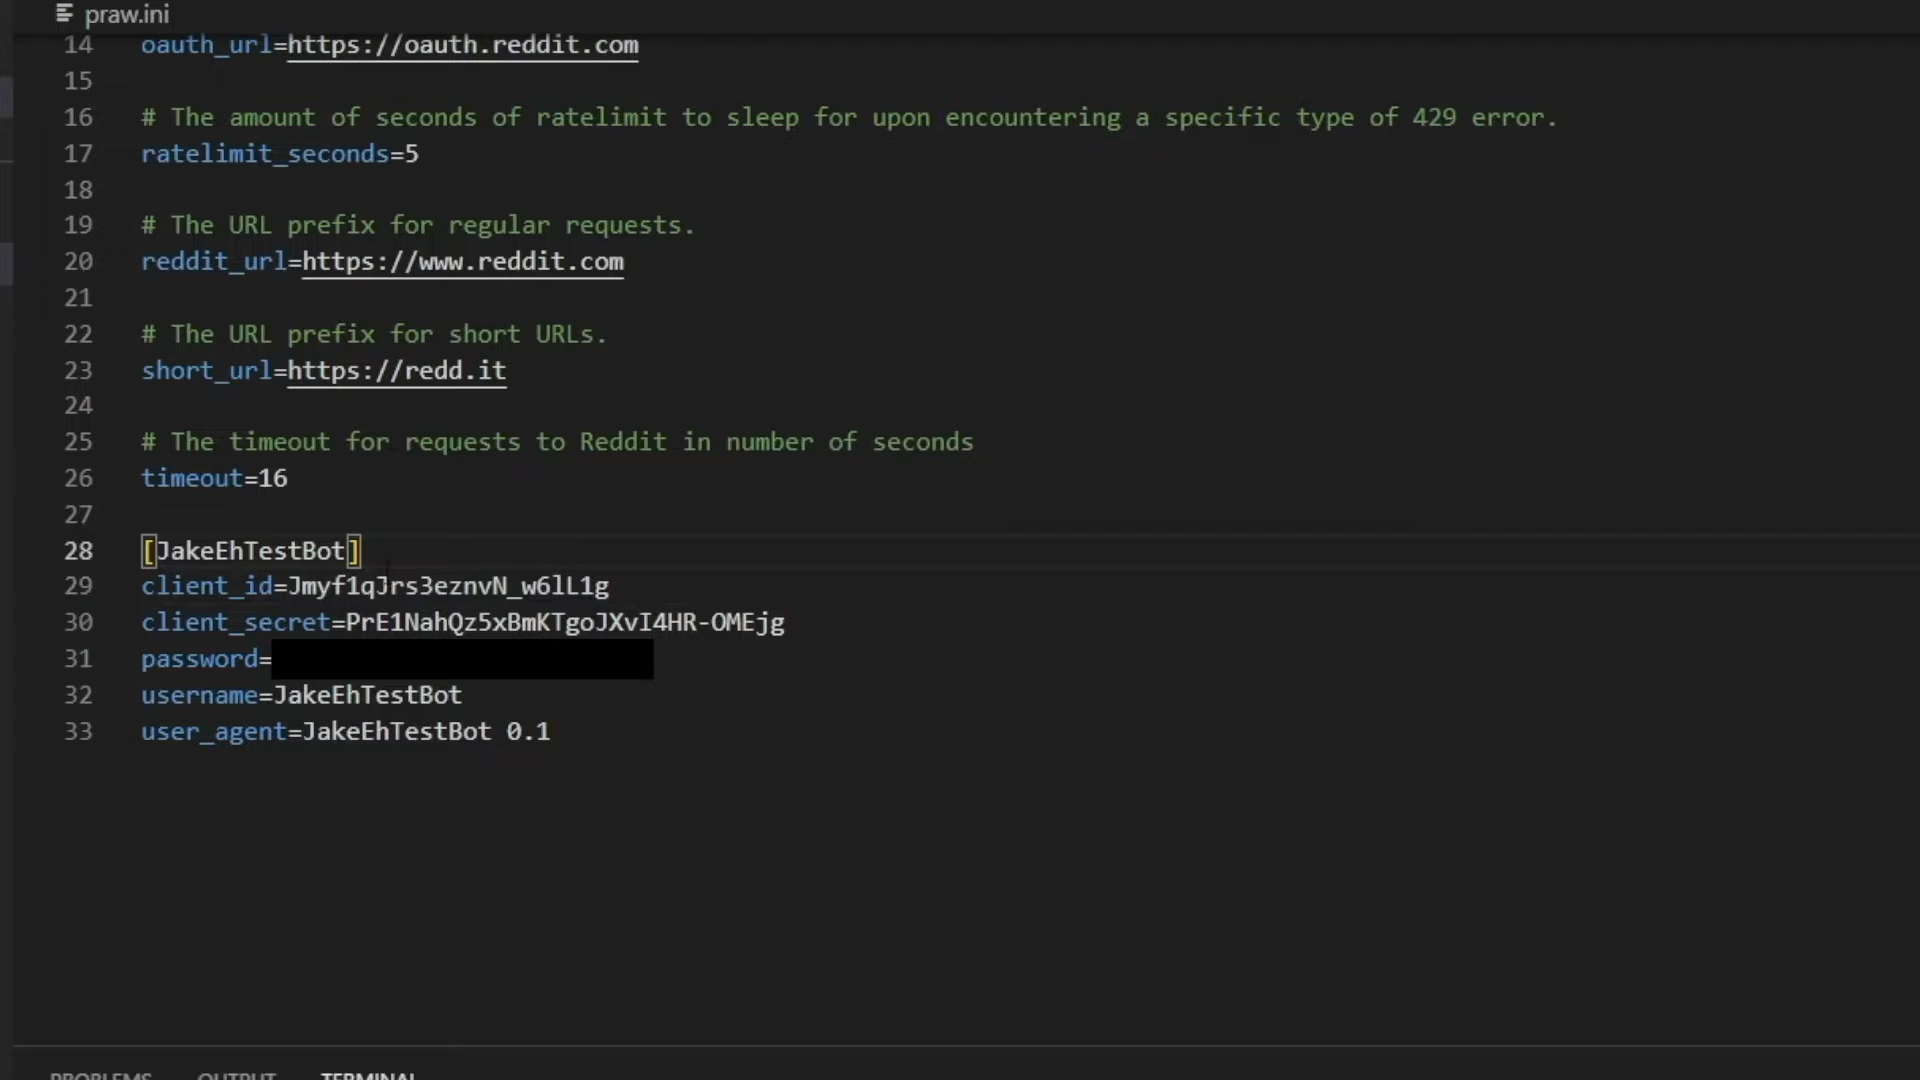 praw.ini
14 oauth_url=https://oauth.reddit.com
15
16 # The amount of seconds of ratelimit to sleep for upon encountering a specific type of 429 error.
17 ratelimit_seconds=5
18
19 # The URL prefix for regular requests.
20 reddit_url=https://www.reddit.com
21
22 # The URL prefix for short URLs.
23 short_url=https://redd.it
24
25 # The timeout for requests to Reddit in number of seconds
26 timeout=16
27
28 [JakeEhTestBot]
29 client_id=Jmyf1qJrs3eznvN_w6lL1g
30 client_secret=PrE1NahQz5xBmKTgoJXvI4HR-OMEjg
31 password=
32 username=JakeEhTestBot
33 user_agent=JakeEhTestBot 0.1
PROBLEMS OUTPUT TERMINAL